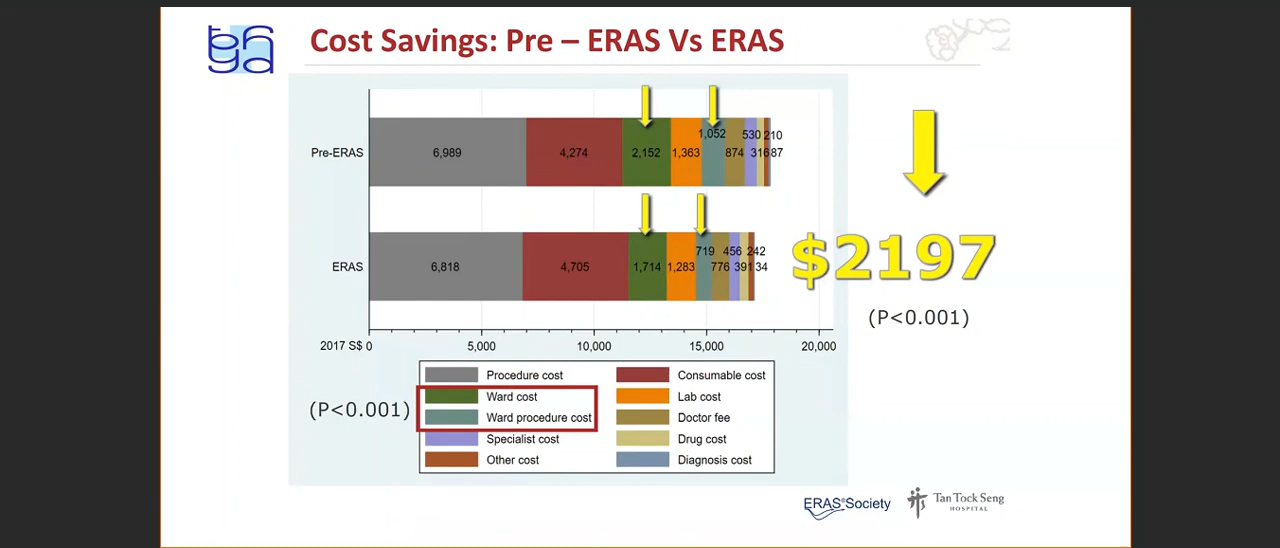 Cost Savings: Pre – ERAS Vs ERAS
1,052 530 210
Pre-ERAS 6,989 4,274 2,152 1,363 874 316 87
719 456 242
ERAS 6,818 4,705 1,714 1,283 776 391 34
$2197
(P<0.001)
2017 S$ 0 5,000 10,000 15,000 20,000
Procedure cost Consumable cost
(P<0.001) Ward cost Lab cost
Ward procedure cost Doctor fee
Specialist cost Drug cost
Other cost Diagnosis cost
ERAS®Society
Tan Tock Seng
HOSPITAL